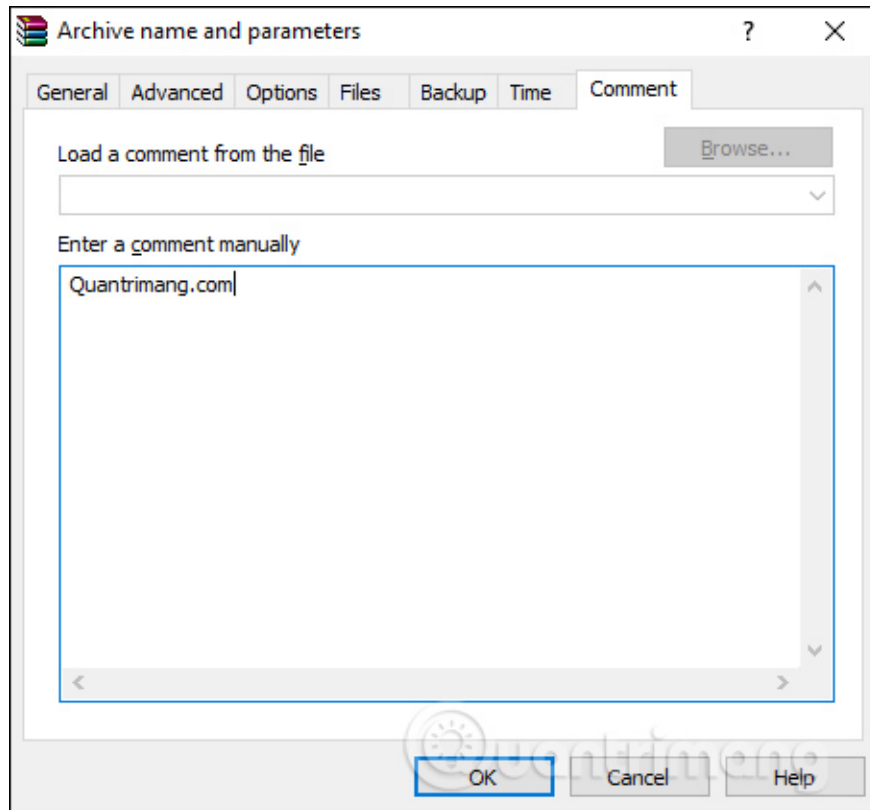 Archive name and parameters ?
General Advanced Options Files Backup Time Comment
Load a comment from the file Browse...
Enter a comment manually
Quantrimang.com
Quantrimang
OK Cancel Help